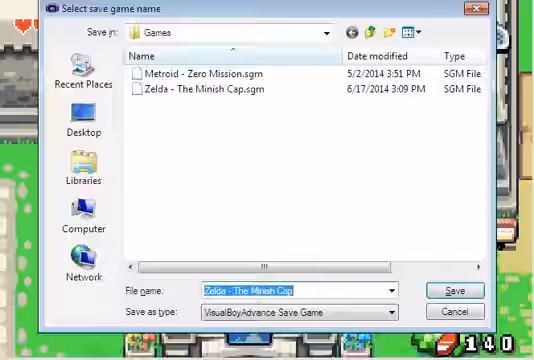 Select save game name
Save in:
Games
Name
Date modified
Type
Metroid - Zero Mission.sgm
5/2/2014 3:51 PM
SGM File
Zelda - The Minish Cap.sgm
6/17/2014 3:09 PM
SGM File
Recent Places
Desktop
Libraries
Computer
Network
File name:
Zelda - The Minish Cap
Save
Save as type:
VisualBoyAdvance Save Game
Cancel
140